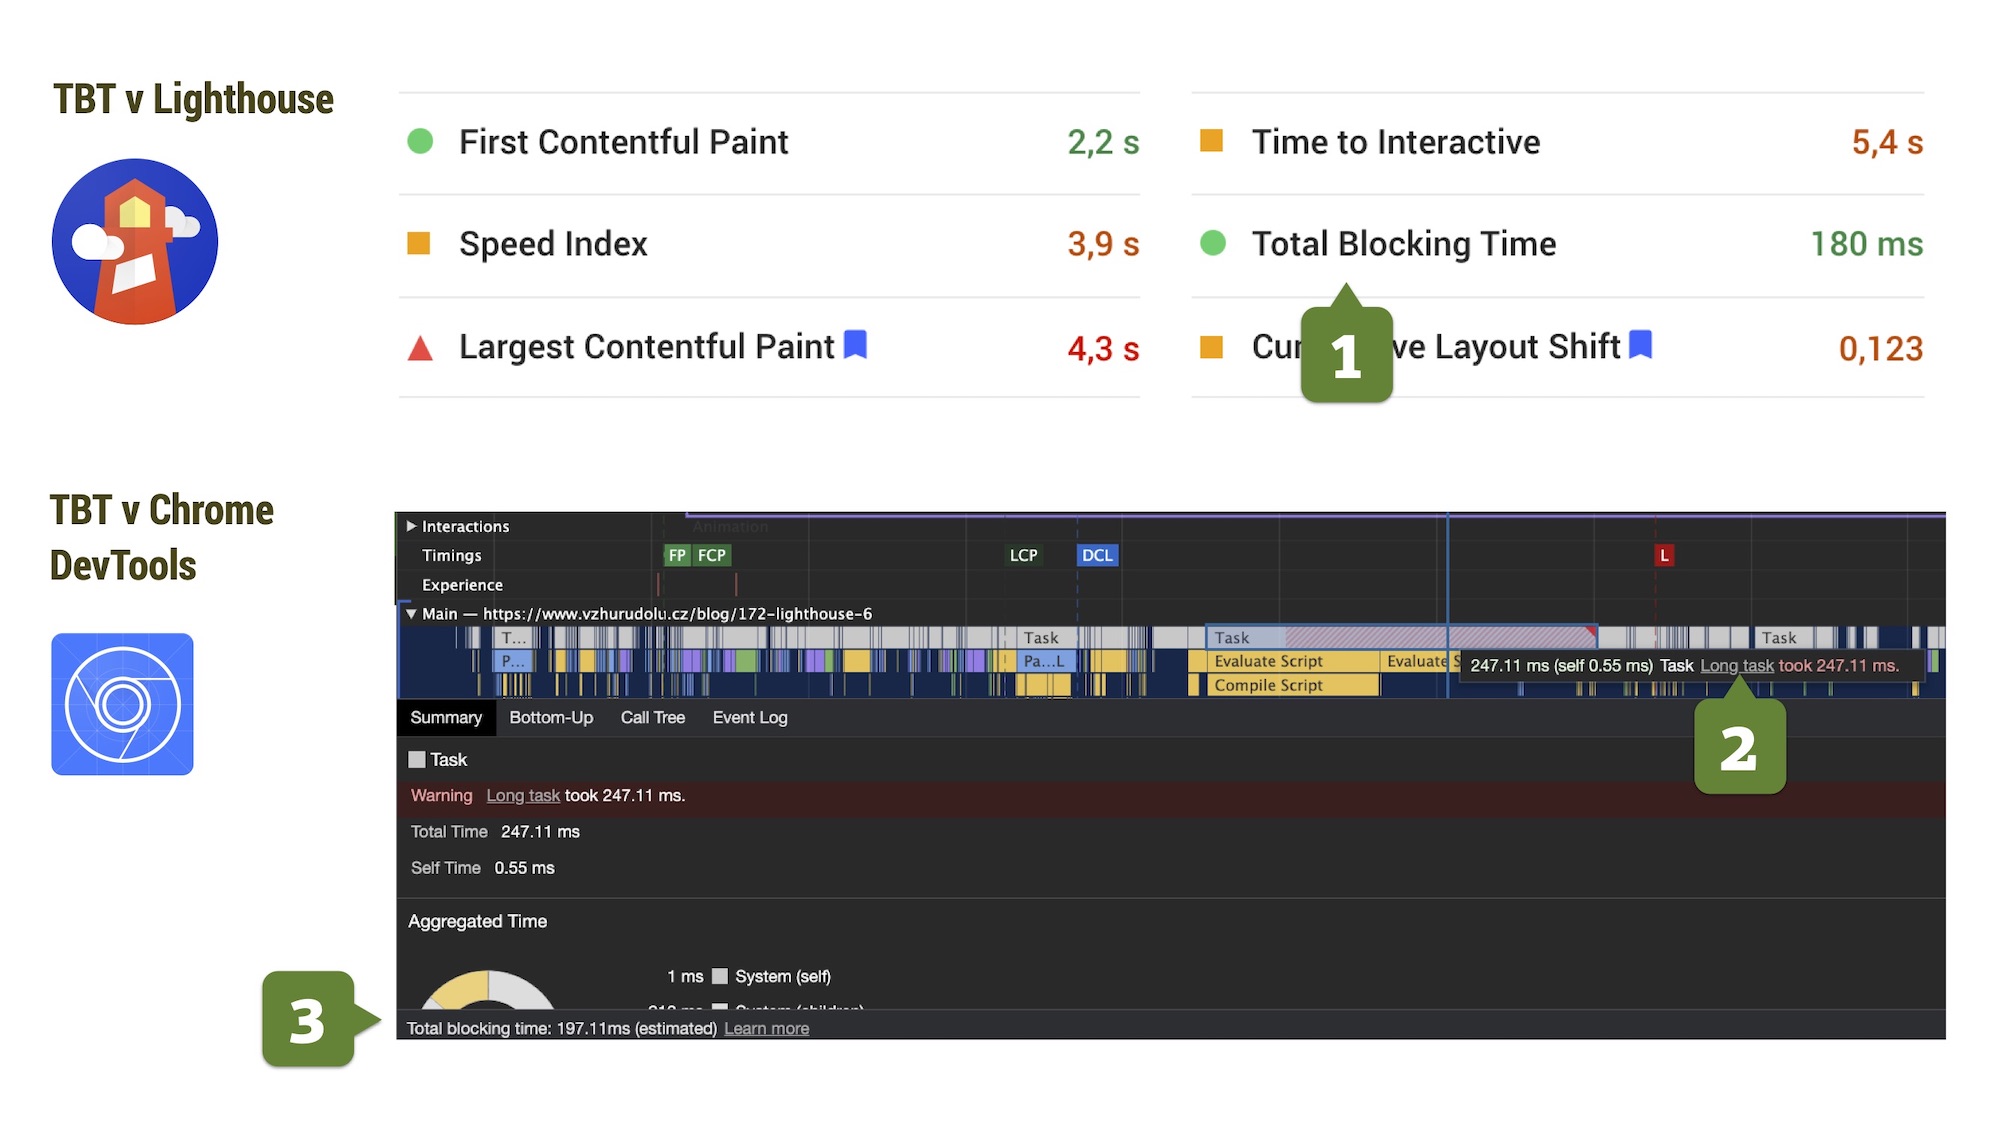 TBT v Lighthouse
First Contentful Paint 2,2 s
Time to Interactive 5,4 s
Speed Index 3,9 s
Total Blocking Time 180 ms
Largest Contentful Paint 4,3 s
Layout Shift 0,123
1
TBT v Chrome
DevTools
Interactions
Animation
Timings FP FCP LCP DCL L
Experience
Main — https://www.vzhurudolu.cz/blog/172-lighthouse-6
T... Task Task Task
P... Pa...L Evaluate Script Evaluate S
247.11 ms (self 0.55 ms) Task Long task took 247.11 ms.
Compile Script
2
Summary Bottom-Up Call Tree Event Log
Task
Warning Long task took 247.11 ms.
Total Time 247.11 ms
Self Time 0.55 ms
Aggregated Time
1 ms System (self)
3
Total blocking time: 197.11ms (estimated) Learn more